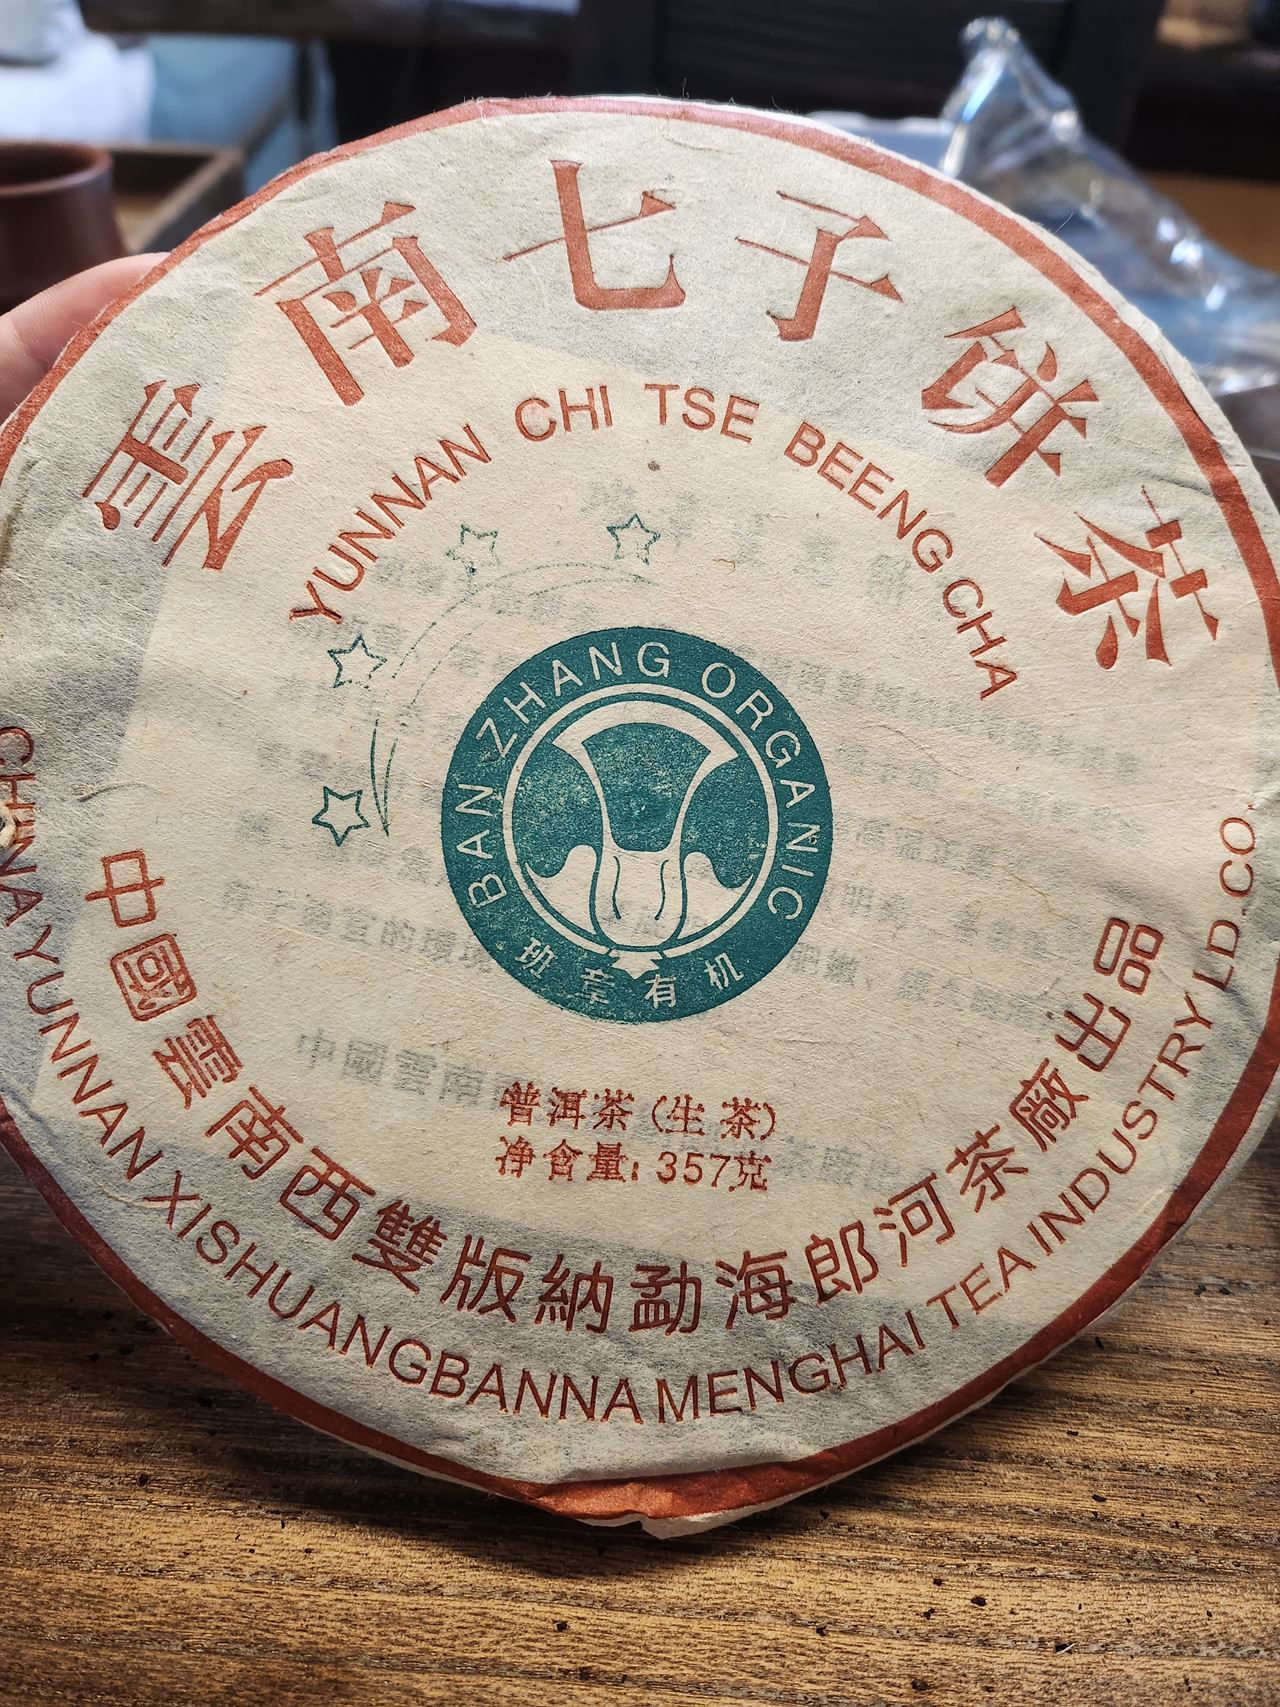 雲南七子饼茶
YUNNAN CHI TSE BEENG CHA
BAN ZHANG ORGANIC
班章有机
普洱茶（生茶）
净含量：357克
中國雲南西雙版納勐海郎河茶廠出品
CHINA YUNNAN XISHUANGBANNA MENGHAI TEA INDUSTRY LD.CO.